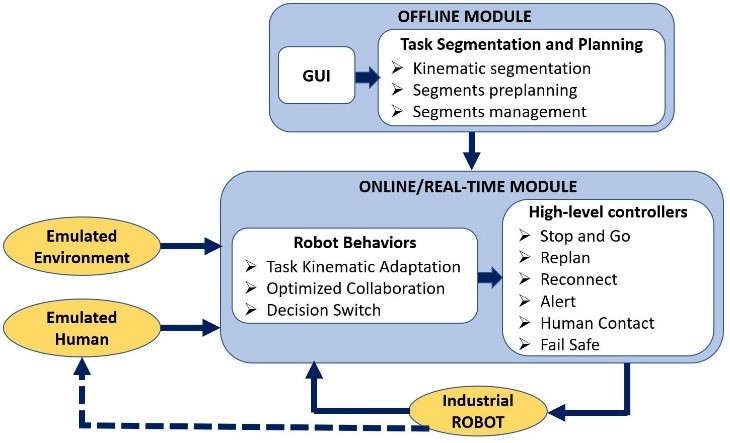 OFFLINE MODULE
GUI
Task Segmentation and Planning
➢ Kinematic segmentation
➢ Segments preplanning
➢ Segments management
ONLINE/REAL-TIME MODULE
Emulated
Environment
Emulated
Human
Robot Behaviors
➢ Task Kinematic Adaptation
➢ Optimized Collaboration
➢ Decision Switch
High-level controllers
➢ Stop and Go
➢ Replan
➢ Reconnect
➢ Alert
➢ Human Contact
➢ Fail Safe
Industrial
ROBOT